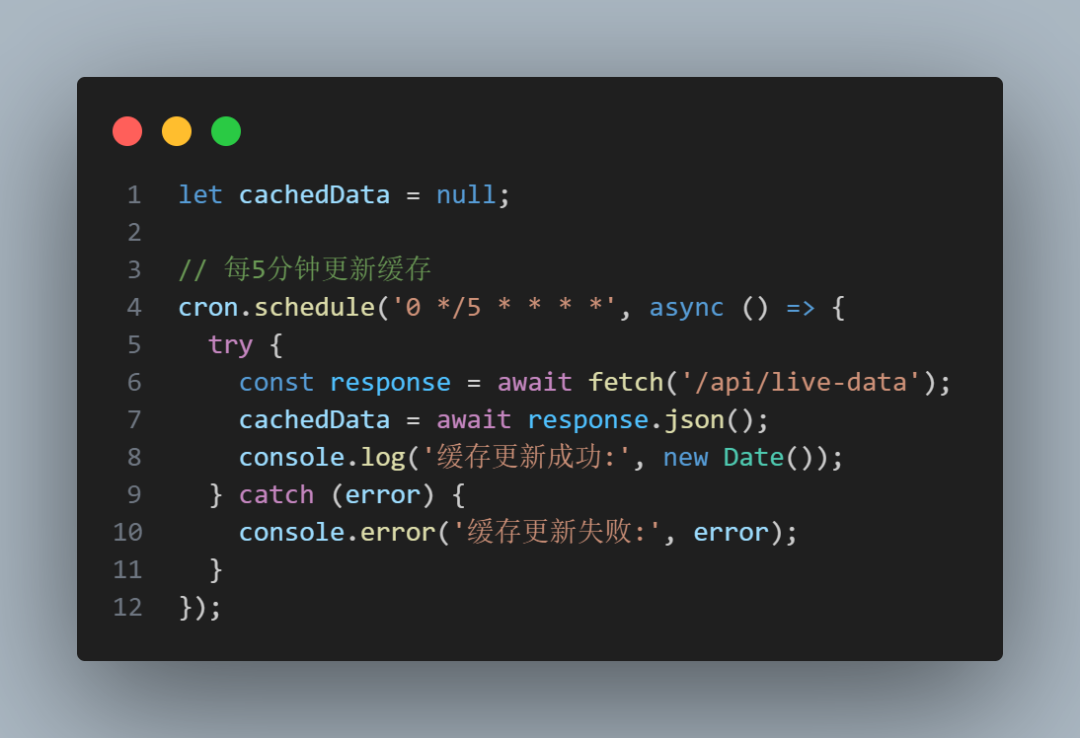 1 let cachedData = null;
2
3 // 每5分钟更新缓存
4 cron.schedule('0 */5 * * * *', async () => {
5   try {
6     const response = await fetch('/api/live-data');
7     cachedData = await response.json();
8     console.log('缓存更新成功:', new Date());
9   } catch (error) {
10     console.error('缓存更新失败:', error);
11   }
12 });